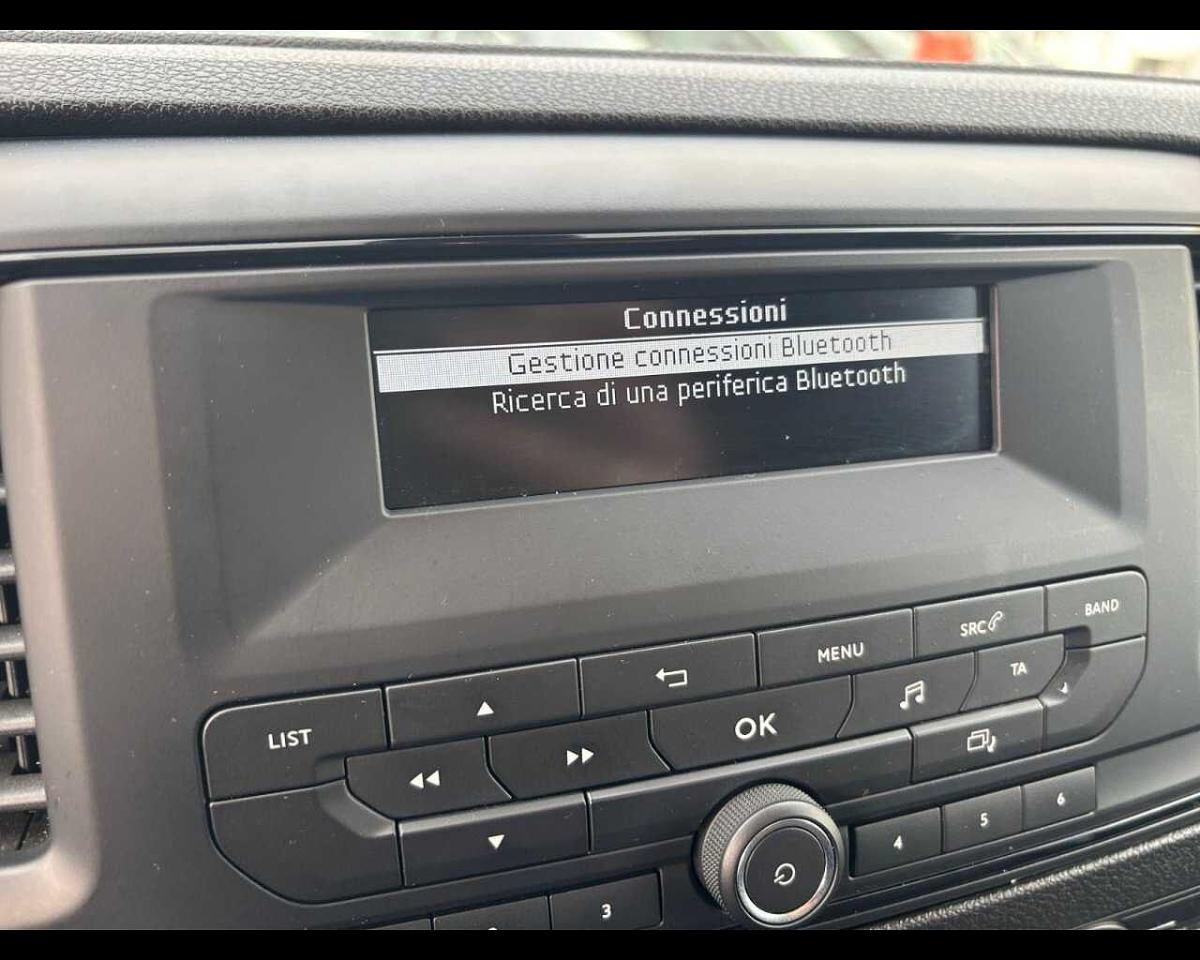 Connessioni
Gestione connessioni Bluetooth
Ricerca di una periferica Bluetooth
BAND
SRC
MENU
TA
LIST
OK
6
5
4
3